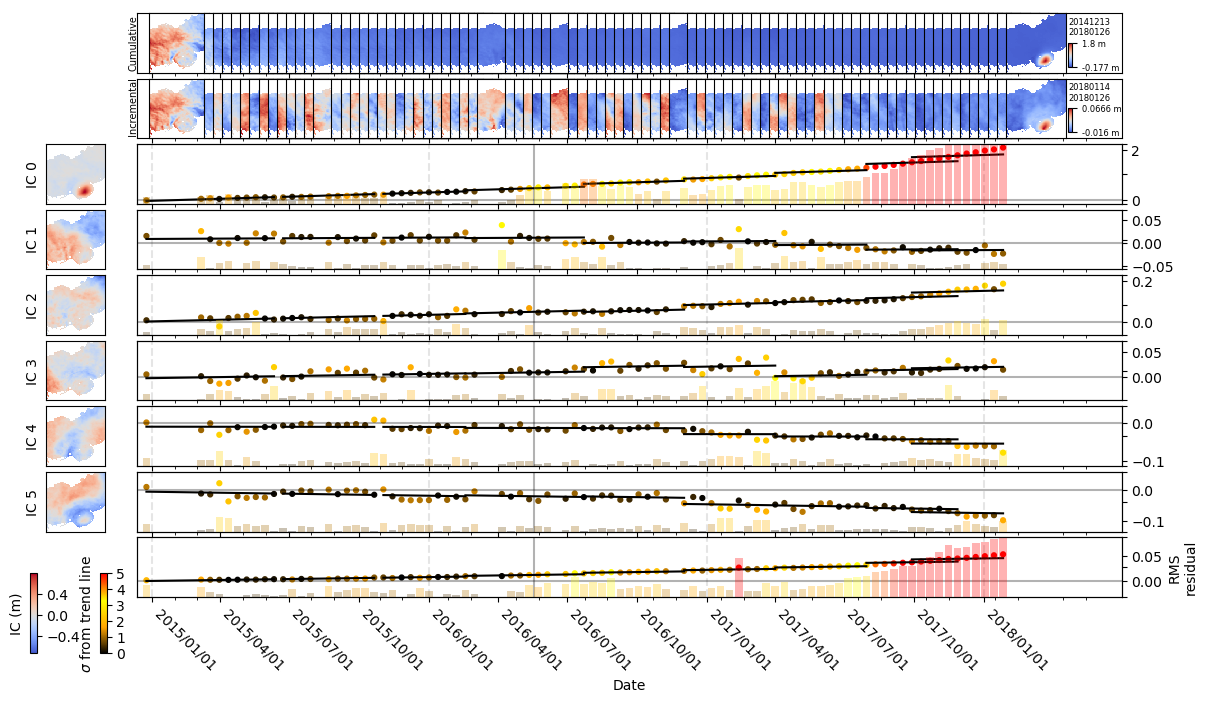 Cumulative
20141213
20180126
1.8 m
-0.177 m
Incremental
20180114
20180126
0.0666 m
-0.016 m
IC 0
2
0
IC 1
0.05
0.00
−0.05
IC 2
0.2
0.0
IC 3
0.05
0.00
IC 4
0.0
−0.1
IC 5
0.0
−0.1
0.05
0.00
RMS
residual
IC (m)
0.4
0.0
−0.4
σ from trend line
5
4
3
2
1
0
2015/01/01
2015/04/01
2015/07/01
2015/10/01
2016/01/01
2016/04/01
2016/07/01
2016/10/01
2017/01/01
2017/04/01
2017/07/01
2017/10/01
2018/01/01
Date